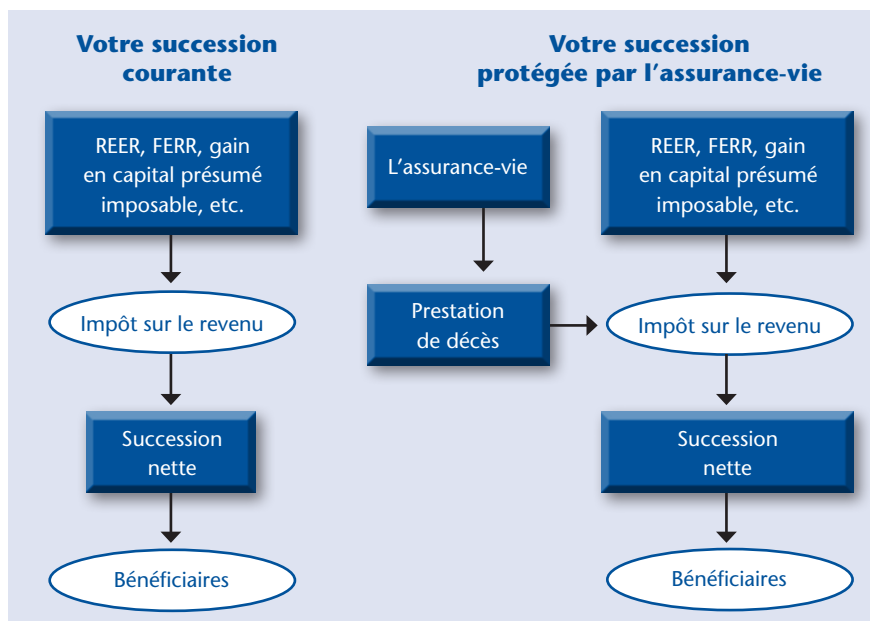 Votre succession
courante
REER, FERR, gain
en capital présumé
imposable, etc.
Impôt sur le revenu
Succession
nette
Bénéficiaires
Votre succession
protégée par l’assurance-vie
L’assurance-vie
Prestation
de décès
REER, FERR, gain
en capital présumé
imposable, etc.
Impôt sur le revenu
Succession
nette
Bénéficiaires